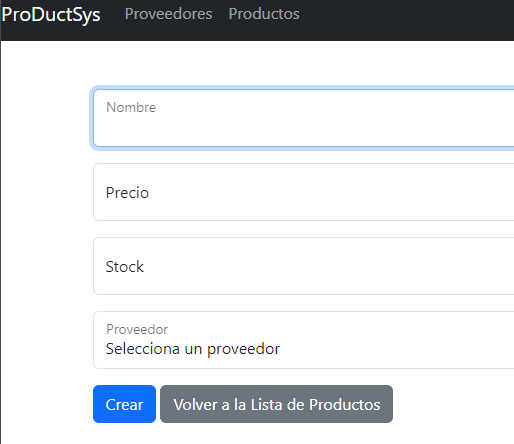 ProDuctSys Proveedores Productos
Nombre
Precio
Stock
Proveedor
Selecciona un proveedor
Crear Volver a la Lista de Productos